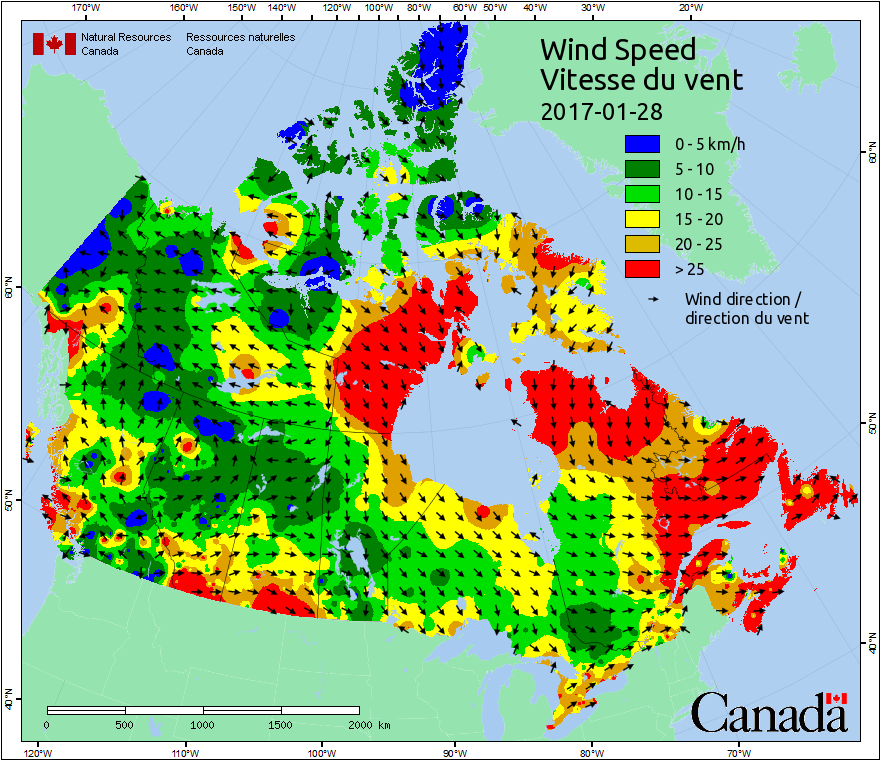 170°W 160°W 150°W 140°W 130°W 120°W 110°W 100°W 90°W 80°W 70°W 60°W 50°W 40°W 30°W 20°W
Natural Resources Ressources naturelles
Canada Canada
Wind Speed
Vitesse du vent
2017-01-28
0 - 5 km/h
5 - 10
10 - 15
15 - 20
20 - 25
> 25
Wind direction /
direction du vent
60°N
60°N
50°N
50°N
40°N
40°N
0 500 1000 1500 2000 km
Canada
120°W 110°W 100°W 90°W 80°W 70°W